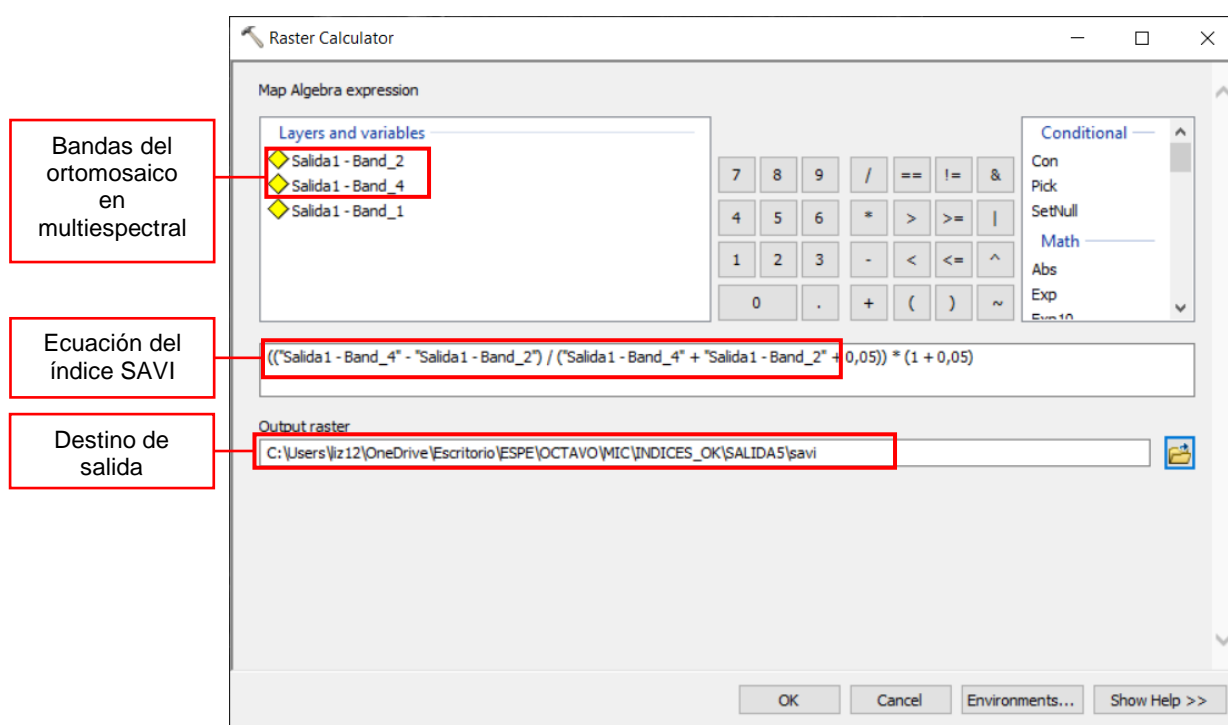 Raster Calculator
Map Algebra expression
Bandas del
ortomosaico
en
multiespectral
Layers and variables
Salida1 - Band_2
Salida1 - Band_4
Salida1 - Band_1
7 8 9 / == != &
4 5 6 * > >= |
1 2 3 - < <= ^
0 . + ( ) ~
Conditional
Con
Pick
SetNull
Math
Abs
Exp
Exp10
Ecuación del
índice SAVI
(("Salida1 - Band_4" - "Salida1 - Band_2") / ("Salida1 - Band_4" + "Salida1 - Band_2" + 0,05)) * (1 + 0,05)
Destino de
salida
Output raster
C:\Users\liz12\OneDrive\Escritorio\ESPE\OCTAVO\MIC\INDICES_OK\SALIDA5\savi
OK
Cancel
Environments...
Show Help >>